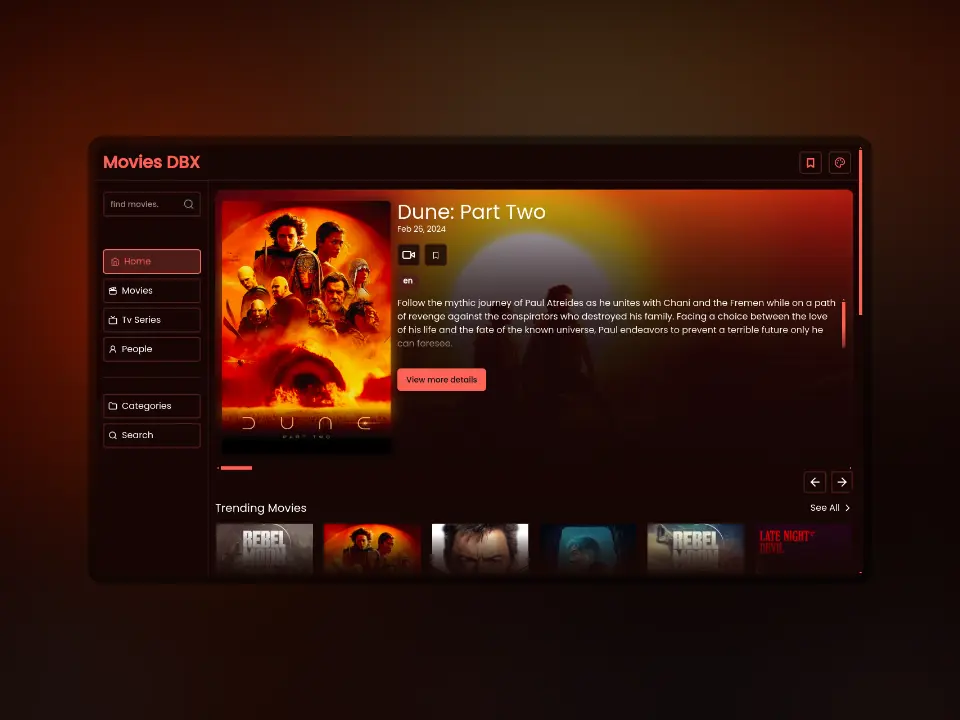 Movies DBX
find movies.
Home
Movies
Tv Series
People
Categories
Search
Dune: Part Two
Feb 26, 2024
en
Follow the mythic journey of Paul Atreides as he unites with Chani and the Fremen while on a path
of revenge against the conspirators who destroyed his family. Facing a choice between the love
of his life and the fate of the known universe, Paul endeavors to prevent a terrible future only he
can foresee.
View more details
DUNE
PART TWO
Trending Movies
See All
REBEL
MOON
REBEL
MOON
LATE NIGHT
DEVIL